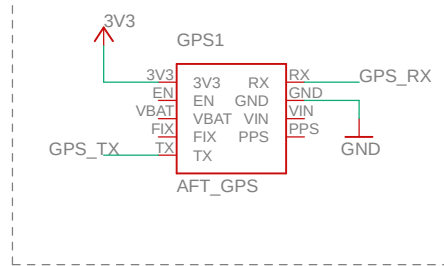 3V3
GPS1
3V3 3V3 RX RX GPS_RX
EN EN GND GND
VBAT VBAT VIN VIN
FIX FIX PPS PPS
GPS_TX TX TX GND
AFT_GPS